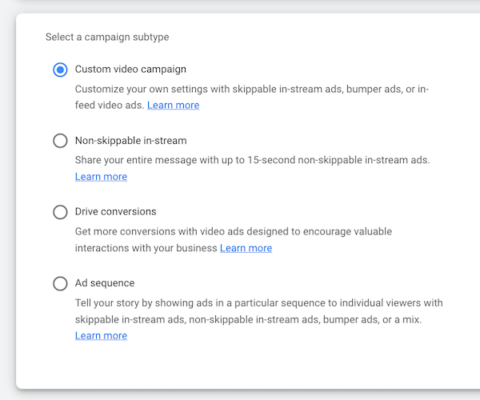 Select a campaign subtype
Custom video campaign
Customize your own settings with skippable in-stream ads, bumper ads, or in-
feed video ads. Learn more
Non-skippable in-stream
Share your entire message with up to 15-second non-skippable in-stream ads.
Learn more
Drive conversions
Get more conversions with video ads designed to encourage valuable
interactions with your business Learn more
Ad sequence
Tell your story by showing ads in a particular sequence to individual viewers with
skippable in-stream ads, non-skippable in-stream ads, bumper ads, or a mix.
Learn more